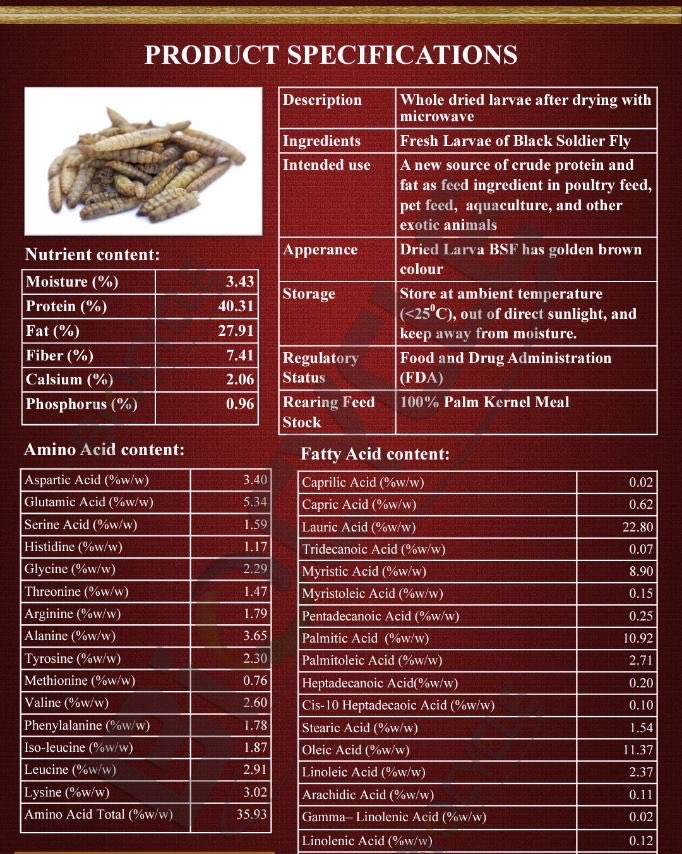 PRODUCT SPECIFICATIONS
Description Whole dried larvae after drying with
microwave
Ingredients Fresh Larvae of Black Soldier Fly
Intended use A new source of crude protein and
fat as feed ingredient in poultry feed,
pet feed, aquaculture, and other
exotic animals
Apperance Dried Larva BSF has golden brown
colour
Storage Store at ambient temperature
(<25⁰C), out of direct sunlight, and
keep away from moisture.
Regulatory Food and Drug Administration
Status (FDA)
Rearing Feed 100% Palm Kernel Meal
Stock
Nutrient content:
Moisture (%) 3.43
Protein (%) 40.31
Fat (%) 27.91
Fiber (%) 7.41
Calsium (%) 2.06
Phosphorus (%) 0.96
Amino Acid content:
Aspartic Acid (%w/w) 3.40
Glutamic Acid (%w/w) 5.34
Serine Acid (%w/w) 1.59
Histidine (%w/w) 1.17
Glycine (%w/w) 2.29
Threonine (%w/w) 1.47
Arginine (%w/w) 1.79
Alanine (%w/w) 3.65
Tyrosine (%w/w) 2.30
Methionine (%w/w) 0.76
Valine (%w/w) 2.60
Phenylalanine (%w/w) 1.78
Iso-leucine (%w/w) 1.87
Leucine (%w/w) 2.91
Lysine (%w/w) 3.02
Amino Acid Total (%w/w) 35.93
Fatty Acid content:
Caprilic Acid (%w/w) 0.02
Capric Acid (%w/w) 0.62
Lauric Acid (%w/w) 22.80
Tridecanoic Acid (%w/w) 0.07
Myristic Acid (%w/w) 8.90
Myristoleic Acid (%w/w) 0.15
Pentadecanoic Acid (%w/w) 0.25
Palmitic Acid (%w/w) 10.92
Palmitoleic Acid (%w/w) 2.71
Heptadecanoic Acid(%w/w) 0.20
Cis-10 Heptadecaoic Acid (%w/w) 0.10
Stearic Acid (%w/w) 1.54
Oleic Acid (%w/w) 11.37
Linoleic Acid (%w/w) 2.37
Arachidic Acid (%w/w) 0.11
Gamma– Linolenic Acid (%w/w) 0.02
Linolenic Acid (%w/w) 0.12